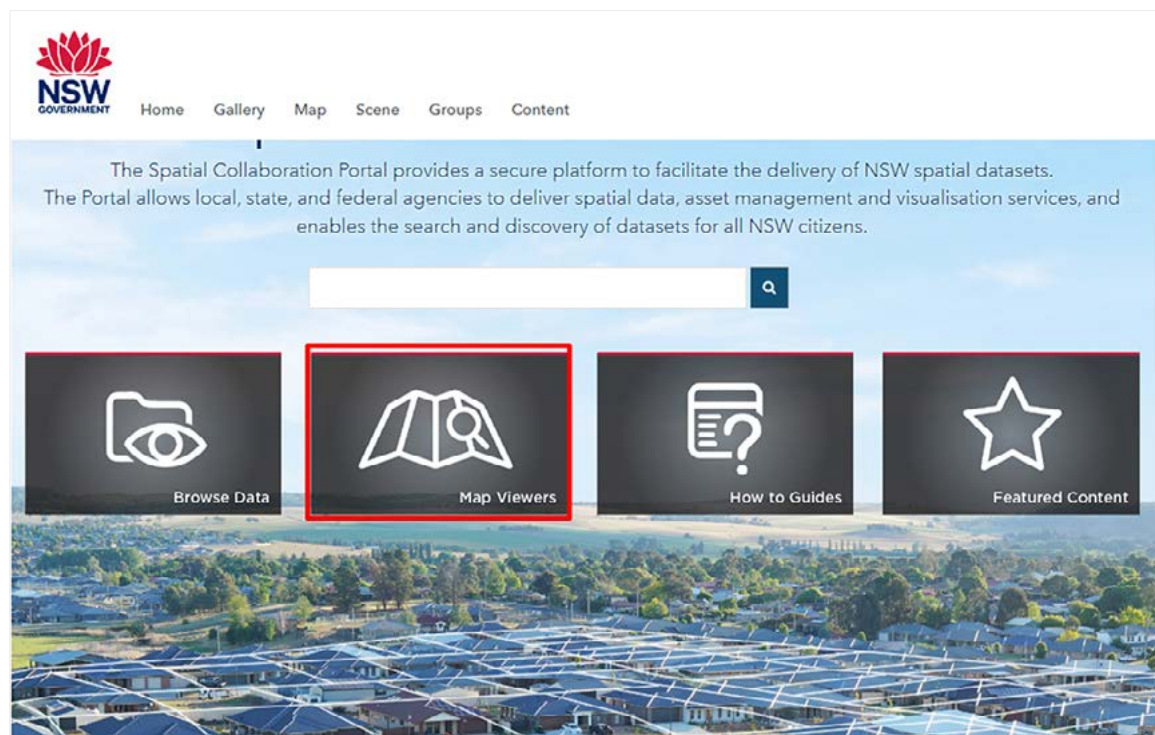 NSW
GOVERNMENT
Home Gallery Map Scene Groups Content
The Spatial Collaboration Portal provides a secure platform to facilitate the delivery of NSW spatial datasets.
The Portal allows local, state, and federal agencies to deliver spatial data, asset management and visualisation services, and
enables the search and discovery of datasets for all NSW citizens.
Browse Data
Map Viewers
How to Guides
Featured Content